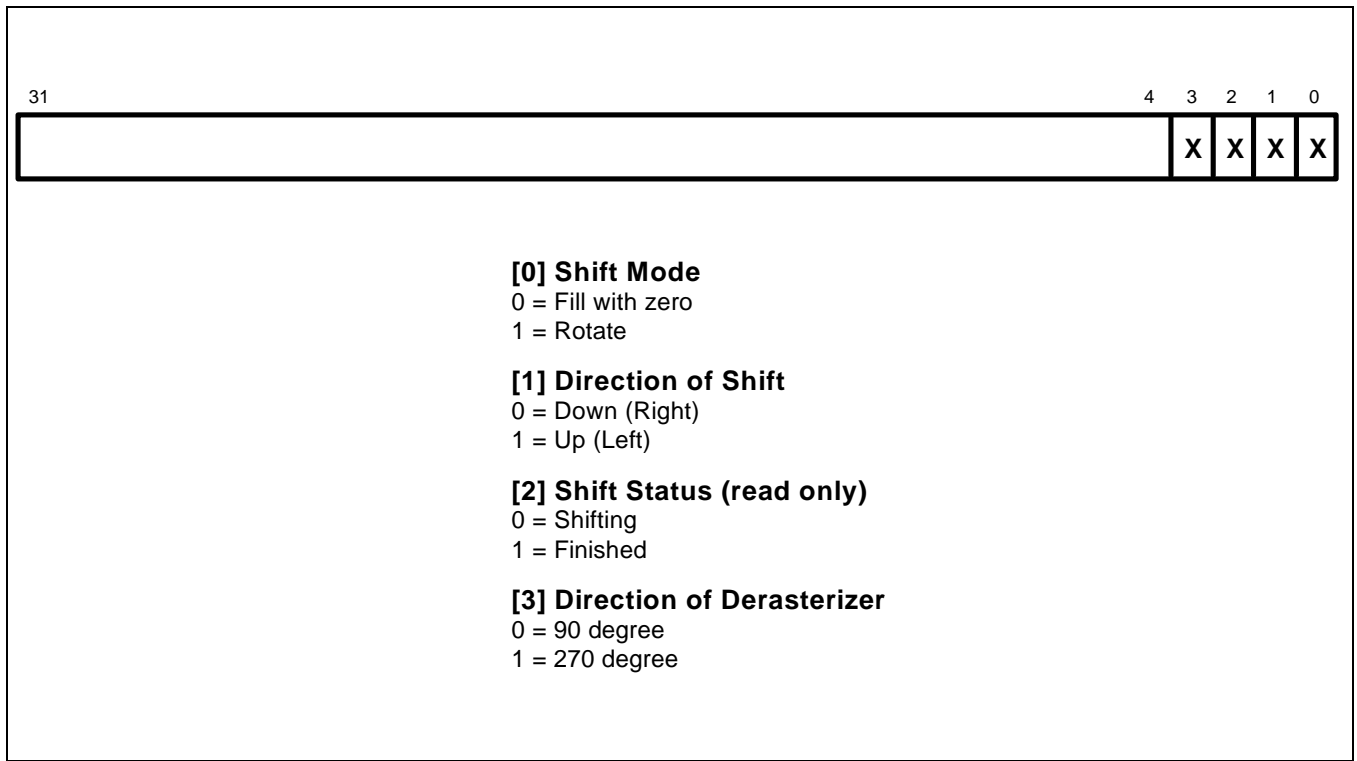 31 4 3 2 1 0
X X X X
[0] Shift Mode
0 = Fill with zero
1 = Rotate
[1] Direction of Shift
0 = Down (Right)
1 = Up (Left)
[2] Shift Status (read only)
0 = Shifting
1 = Finished
[3] Direction of Derasterizer
0 = 90 degree
1 = 270 degree